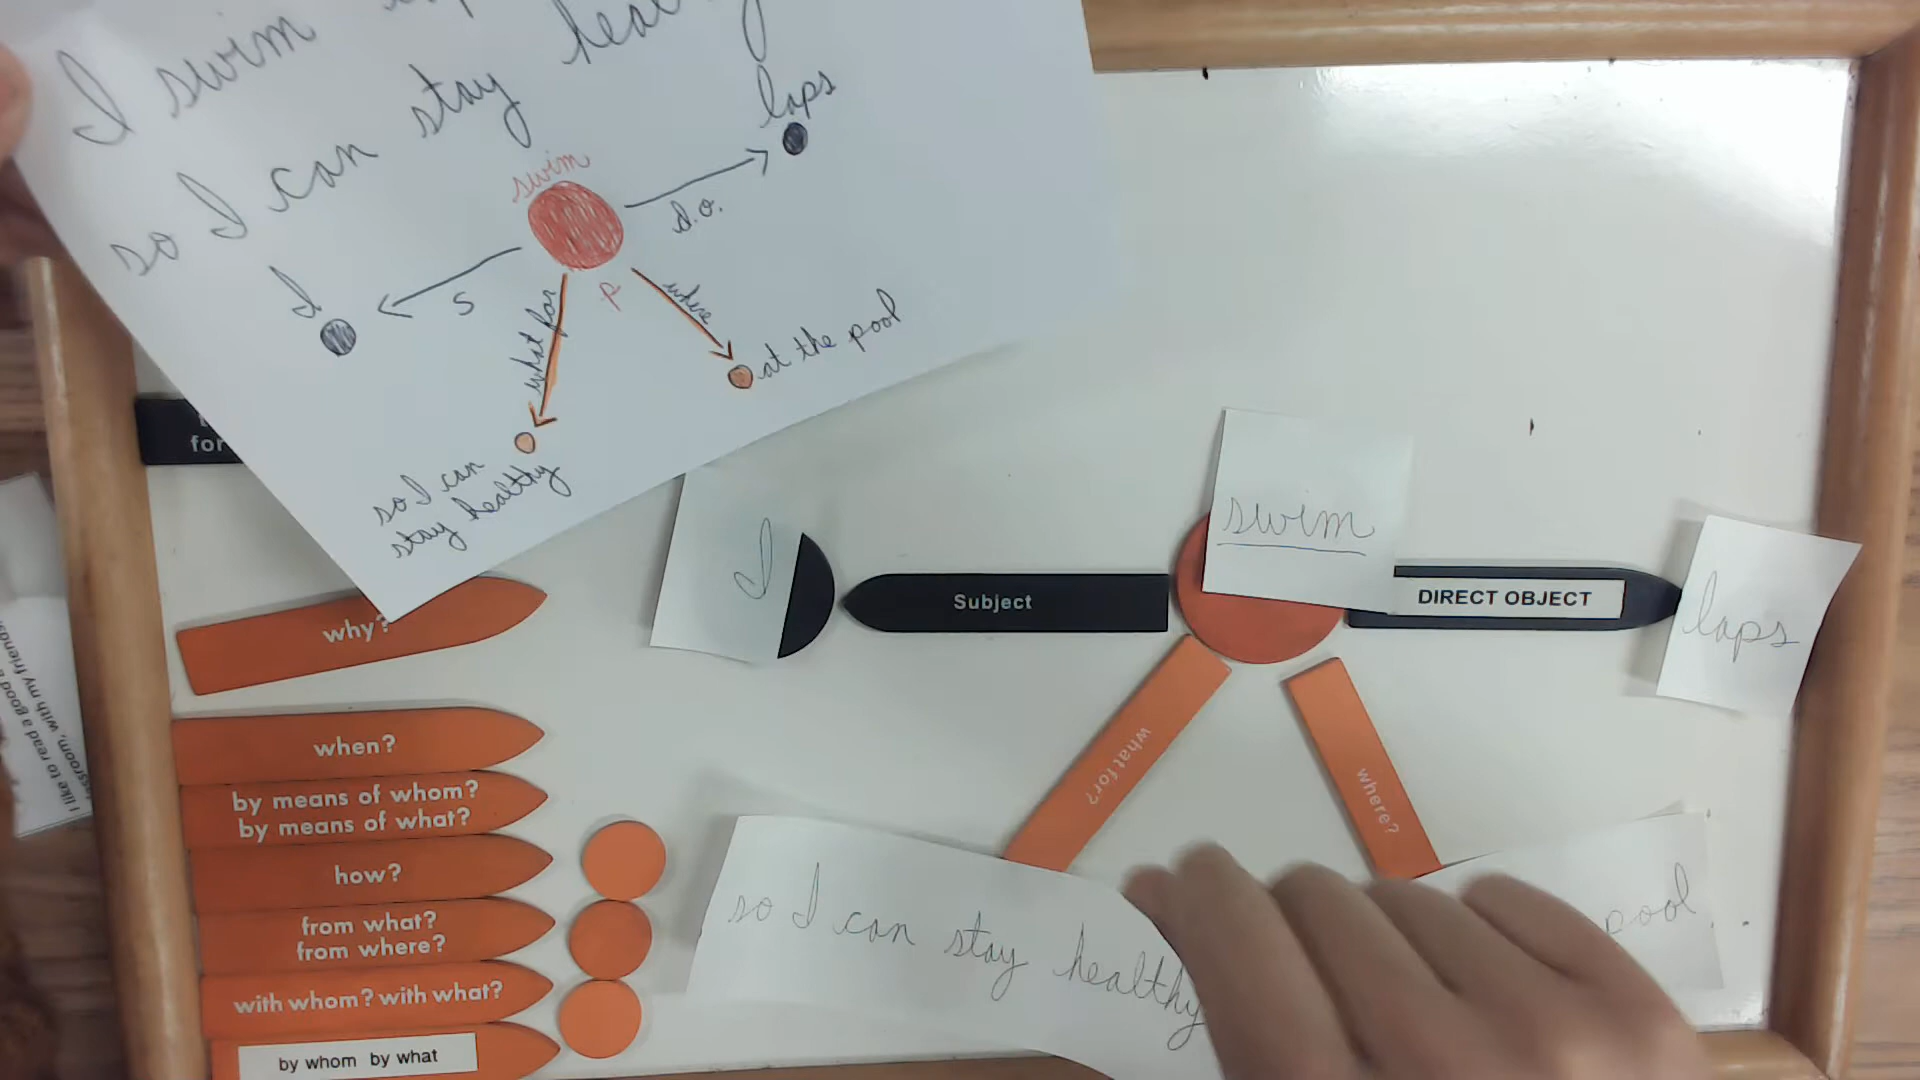 I swim
so I can stay
laps
swim
d.o.
I
S
P
what for
where
at the pool
so I can
stay healthy
for
why?
when?
by means of whom?
by means of what?
how?
from what?
from where?
with whom? with what?
by whom by what
I
Subject
swim
DIRECT OBJECT
laps
what for?
where?
so I can stay healthy
pool
I like to read a good
classroom, with my friends